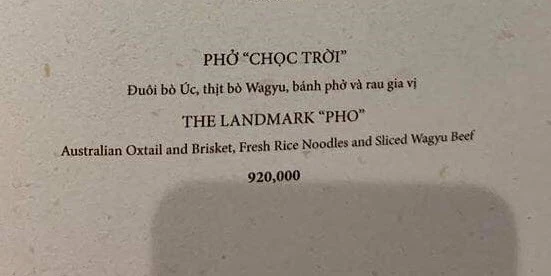 PHỞ “CHỌC TRỜI”
Đuôi bò Úc, thịt bò Wagyu, bánh phở và rau gia vị
THE LANDMARK “PHO”
Australian Oxtail and Brisket, Fresh Rice Noodles and Sliced Wagyu Beef
920,000